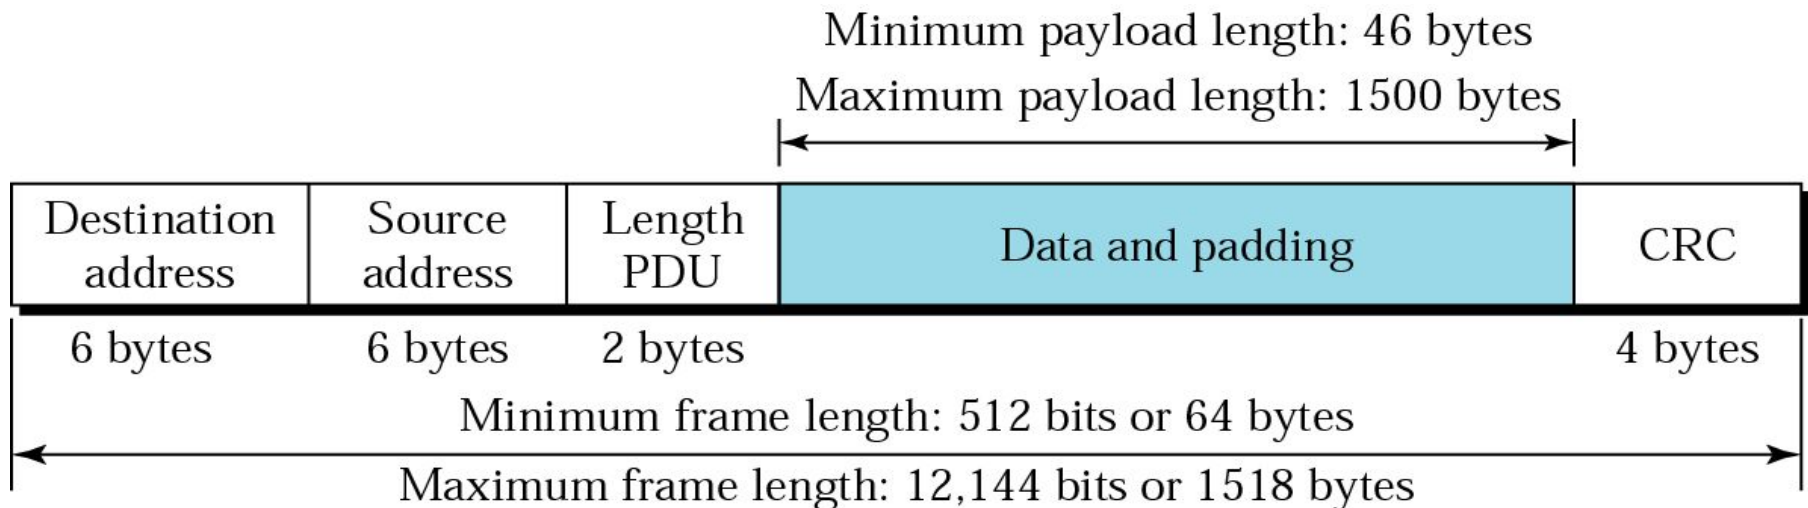 Minimum payload length: 46 bytes
Maximum payload length: 1500 bytes
Destination
address
Source
address
Length
PDU
Data and padding
CRC
6 bytes
6 bytes
2 bytes
4 bytes
Minimum frame length: 512 bits or 64 bytes
Maximum frame length: 12,144 bits or 1518 bytes